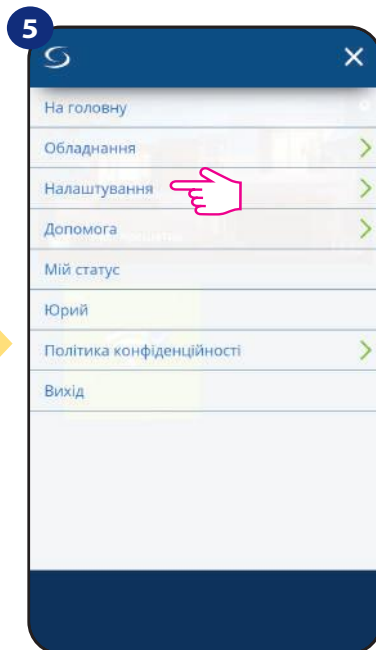 5
На головну
Обладнання
Налаштування
Допомога
Мій статус
Юрий
Політика конфіденційності
Вихід